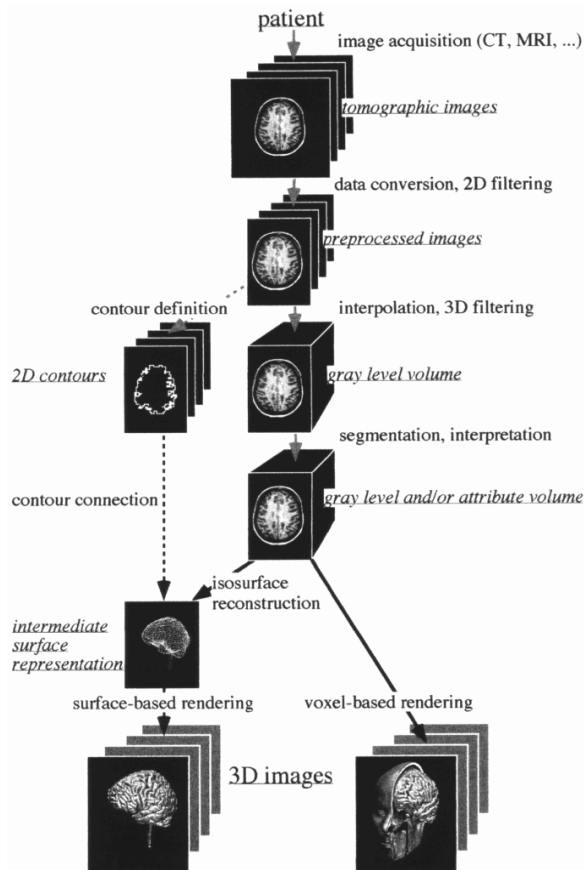 patient
image acquisition (CT, MRI, ...)
tomographic images
data conversion, 2D filtering
preprocessed images
contour definition
interpolation, 3D filtering
2D contours
gray level volume
segmentation, interpretation
contour connection
gray level and/or attribute volume
isosurface
reconstruction
intermediate
surface
representation
surface-based rendering
voxel-based rendering
3D images